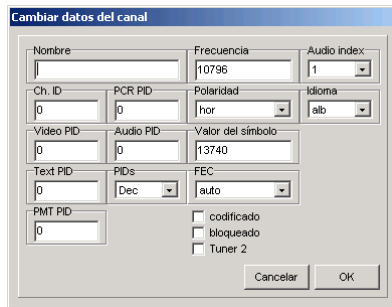 Cambiar datos del canal
Nombre Frecuencia Audio index
10796 1
Ch. ID PCR PID Polaridad Idioma
0 0 hor alb
Video PID Audio PID Valor del símbolo
0 0 13740
Text PID PIDs FEC
0 Dec auto
PMT PID
0
codificado
bloqueado
Tuner 2
Cancelar OK